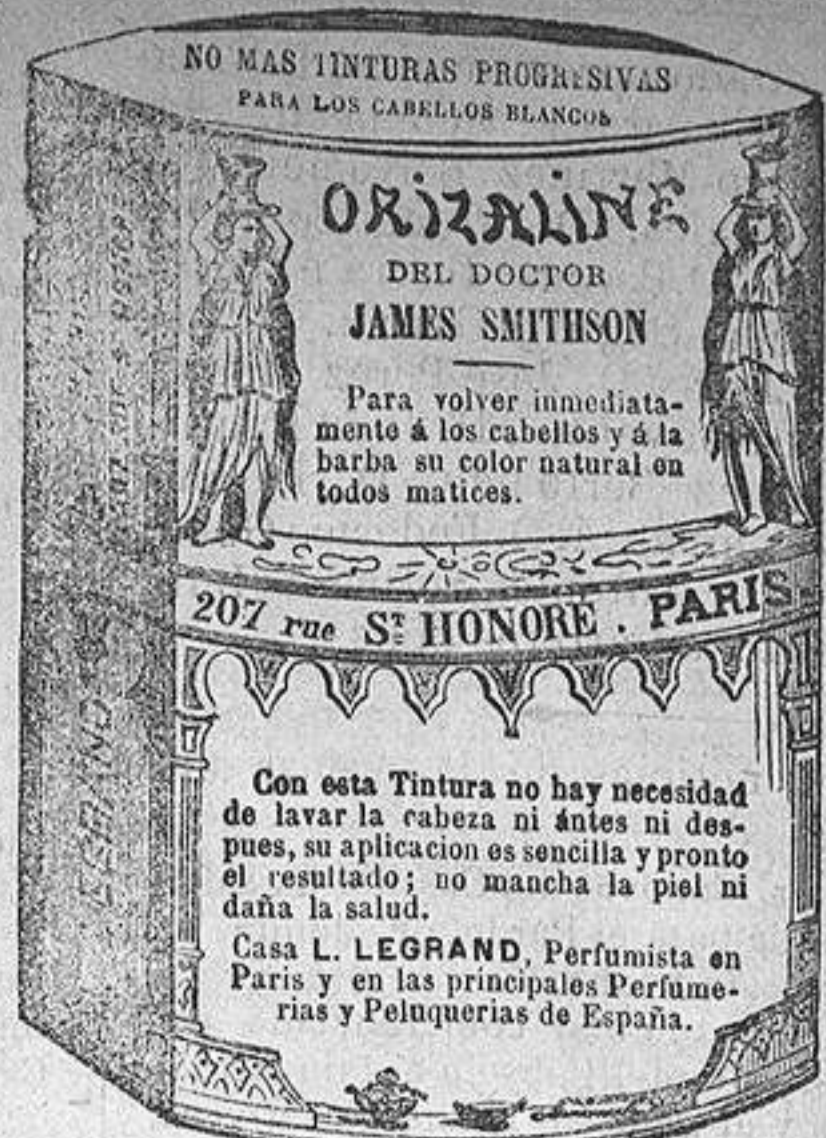 NO MAS TINTURAS PROGRESIVAS
PARA LOS CABELLOS BLANCOS
ORIZALINE
DEL DOCTOR
JAMES SMITHSON
Para volver inmediata-
mente á los cabellos y á la
barba su color natural en
todos matices.
207 rue St HONORÉ . PARIS.
Con esta Tintura no hay necesidad
de lavar la cabeza ni ántes ni des-
pues, su aplicacion es sencilla y pronto
el resultado; no mancha la piel ni
daña la salud.
Casa L. LEGRAND, Perfumista en
Paris y en las principales Perfume-
rias y Peluquerias de España.